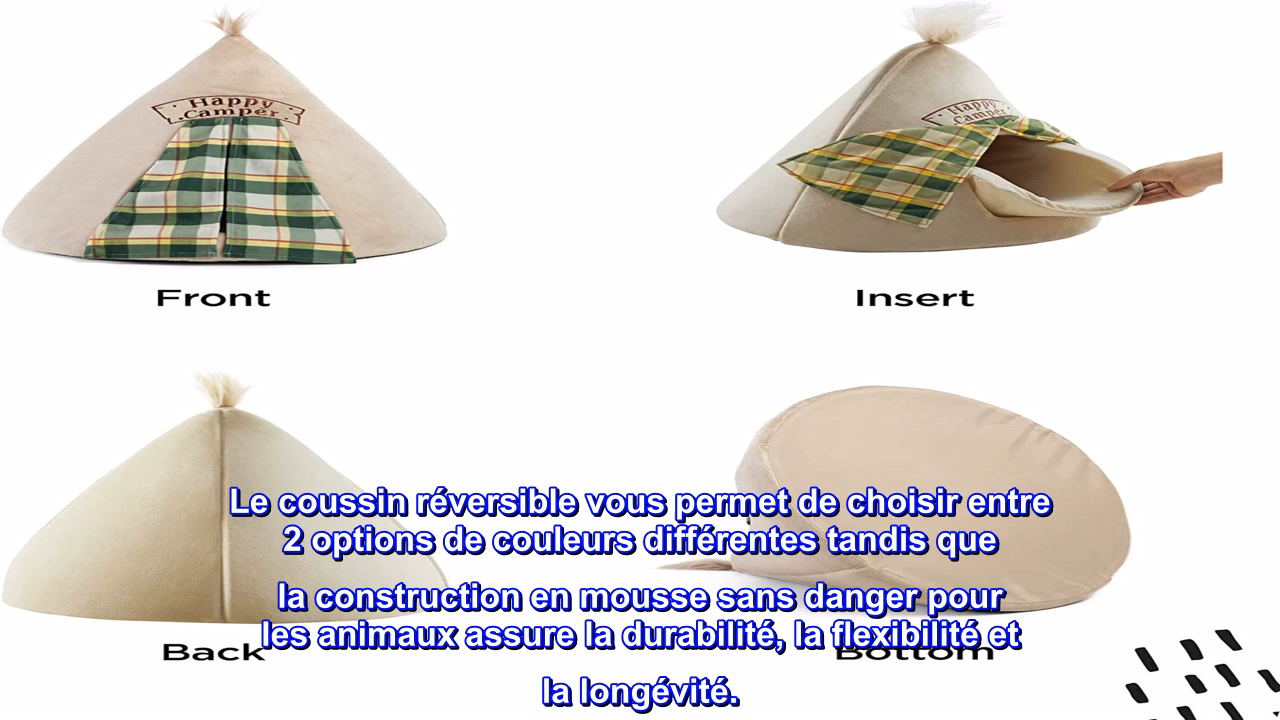 Happy
Camper
Happy
Camper
Front
Insert
Le coussin réversible vous permet de choisir entre
2 options de couleurs différentes tandis que
la construction en mousse sans danger pour
les animaux assure la durabilité, la flexibilité et
Back
Bottom
la longévité.